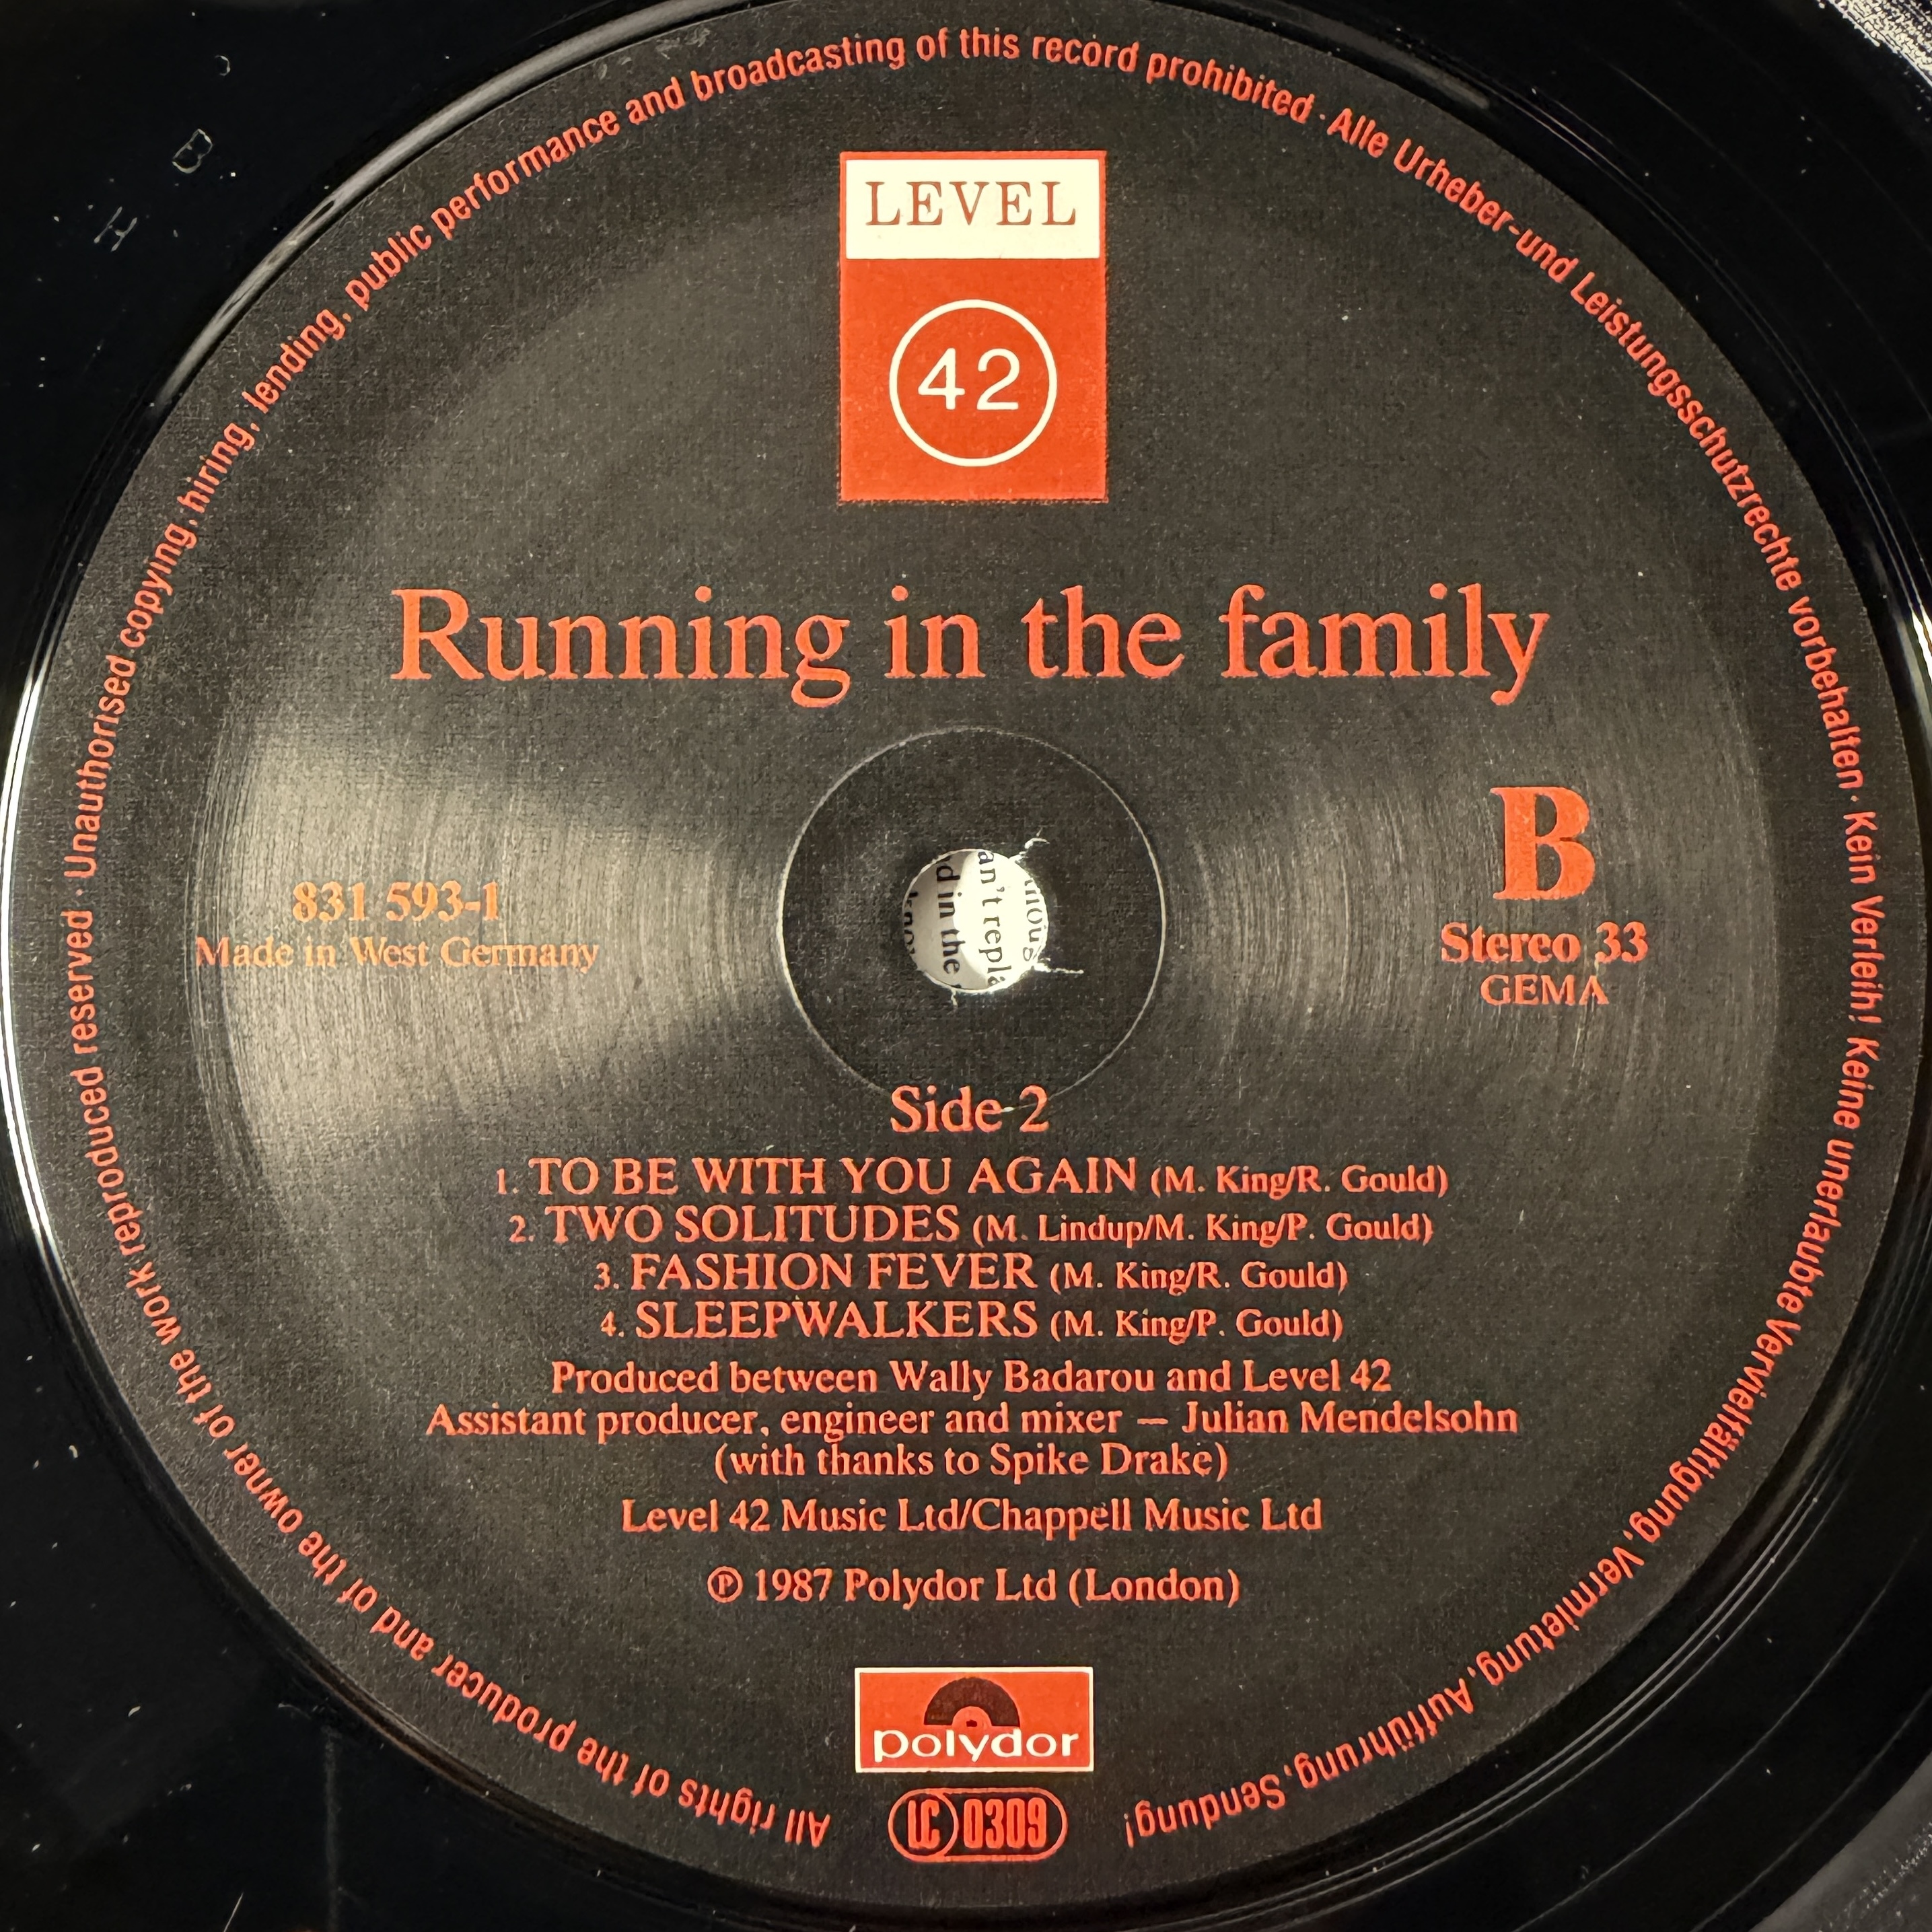 LEVEL
42
Running in the family
831 593-1
Made in West Germany
B
Stereo 33
GEMA
Side 2
1. TO BE WITH YOU AGAIN (M. King/R. Gould)
2. TWO SOLITUDES (M. Lindup/M. King/P. Gould)
3. FASHION FEVER (M. King/R. Gould)
4. SLEEPWALKERS (M. King/P. Gould)
Produced between Wally Badarou and Level 42
Assistant producer, engineer and mixer — Julian Mendelsohn
(with thanks to Spike Drake)
Level 42 Music Ltd/Chappell Music Ltd
℗ 1987 Polydor Ltd (London)
polydor
LC 0309
All rights of the producer and of the owner of the work reproduced reserved · Unauthorised copying, hiring, lending, public performance and broadcasting of this record prohibited · Alle Urheber-und Leistungsschutzrechte vorbehalten · Kein Verleih! Keine unerlaubte Vervielfältigung, Vermietung, Aufführung, Sendung!
in the
B
H